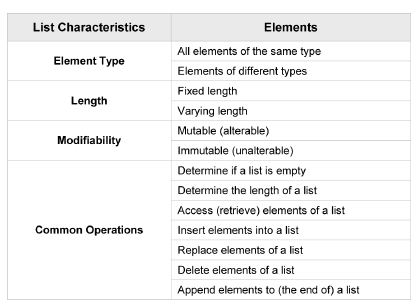 List Characteristics
Elements
Element Type
All elements of the same type
Elements of different types
Length
Fixed length
Varying length
Modifiability
Mutable (alterable)
Immutable (unalterable)
Common Operations
Determine if a list is empty
Determine the length of a list
Access (retrieve) elements of a list
Insert elements into a list
Replace elements of a list
Delete elements of a list
Append elements to (the end of) a list